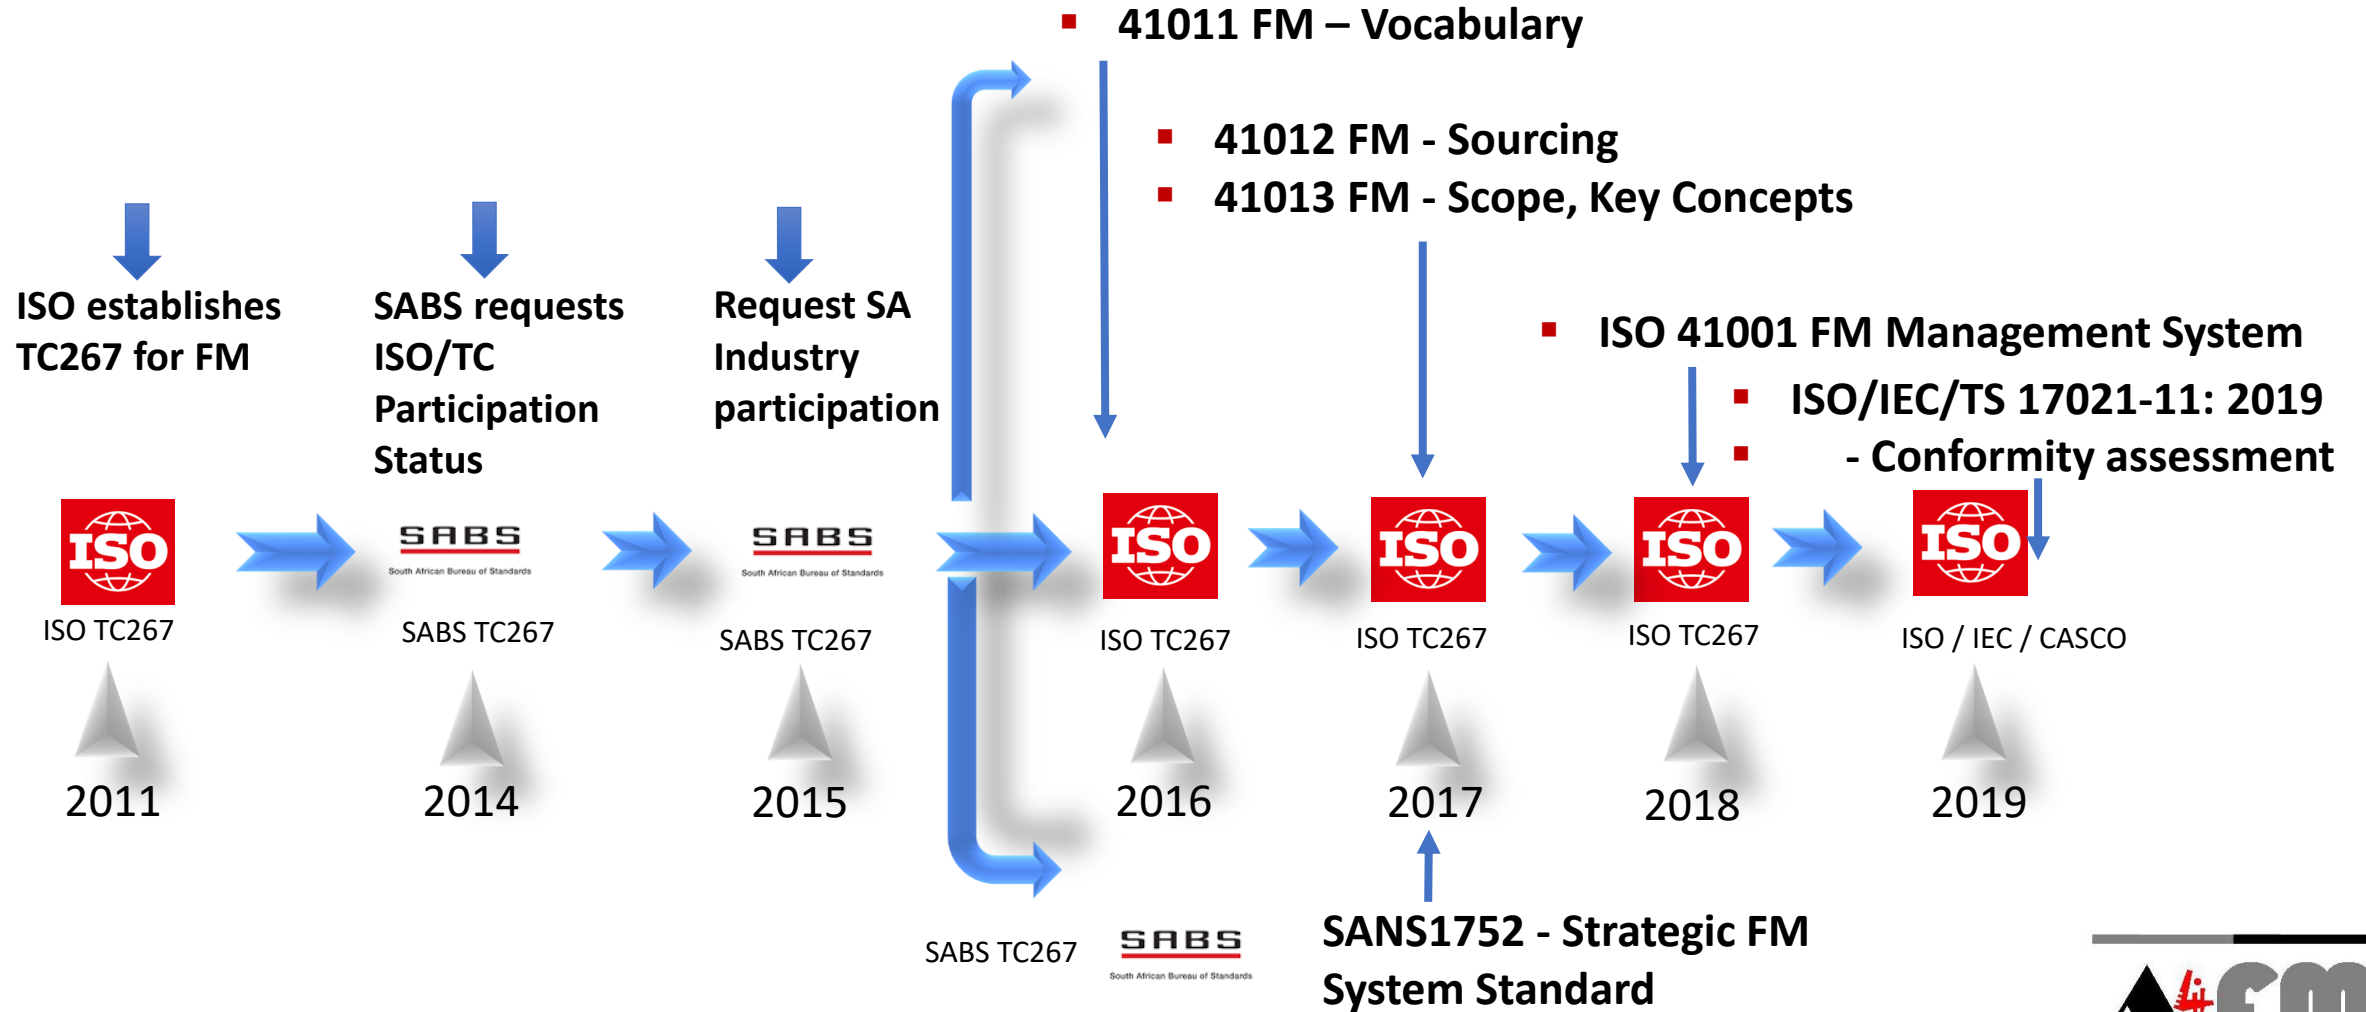 ▪ 41011 FM – Vocabulary
▪ 41012 FM - Sourcing
▪ 41013 FM - Scope, Key Concepts
ISO establishes
TC267 for FM
SABS requests
ISO/TC
Participation
Status
Request SA
Industry
participation
▪ ISO 41001 FM Management System
▪ ISO/IEC/TS 17021-11: 2019
▪ - Conformity assessment
ISO
SABS
South African Bureau of Standards
SABS
South African Bureau of Standards
ISO
ISO
ISO
ISO
ISO TC267
SABS TC267
SABS TC267
ISO TC267
ISO TC267
ISO TC267
ISO / IEC / CASCO
2011
2014
2015
2016
2017
2018
2019
SABS TC267
SABS
South African Bureau of Standards
SANS1752 - Strategic FM
System Standard